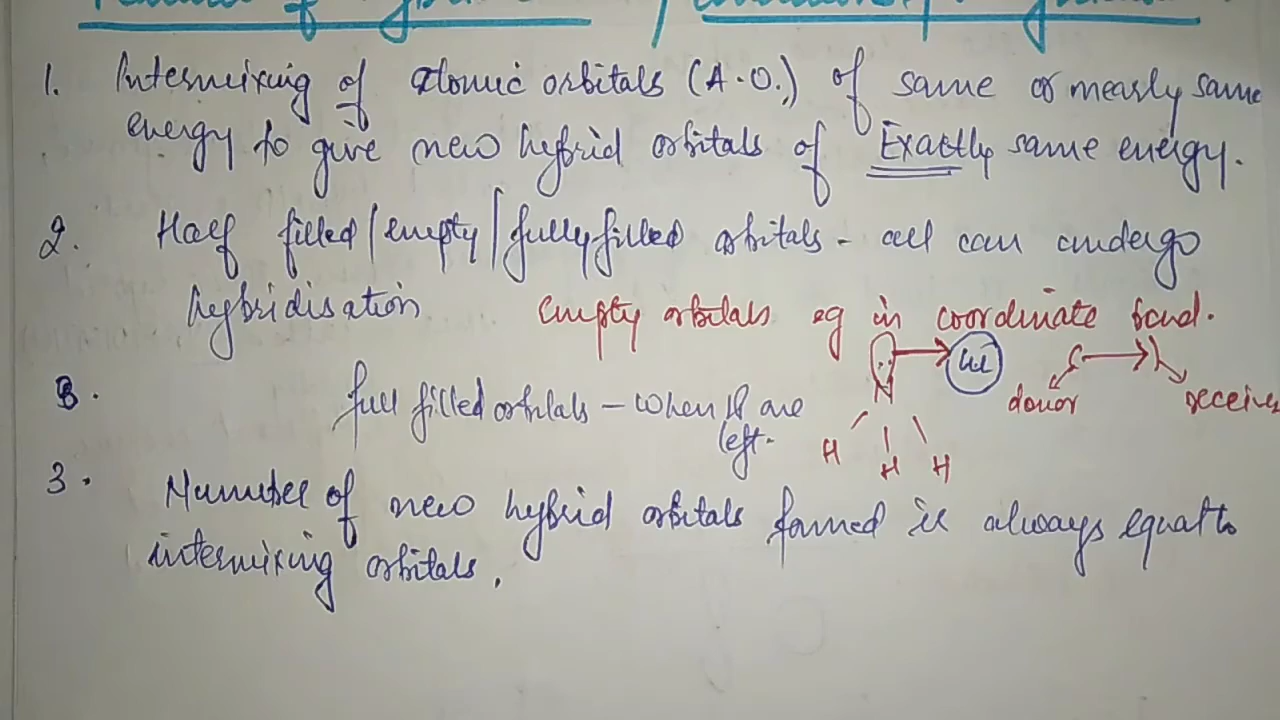 1. Intermixing of atomic orbitals (A.O.) of same or nearly same
energy to give new hybrid orbitals of Exactly same energy.
2. Half filled/empty/fully filled orbitals - all can undergo
hybridisation empty orbitals eg in coordinate bond.
3. full filled orbitals - when lp are
left.
N
donor
H H H
3. Number of new hybrid orbitals formed is always equal to
intermixing orbitals.